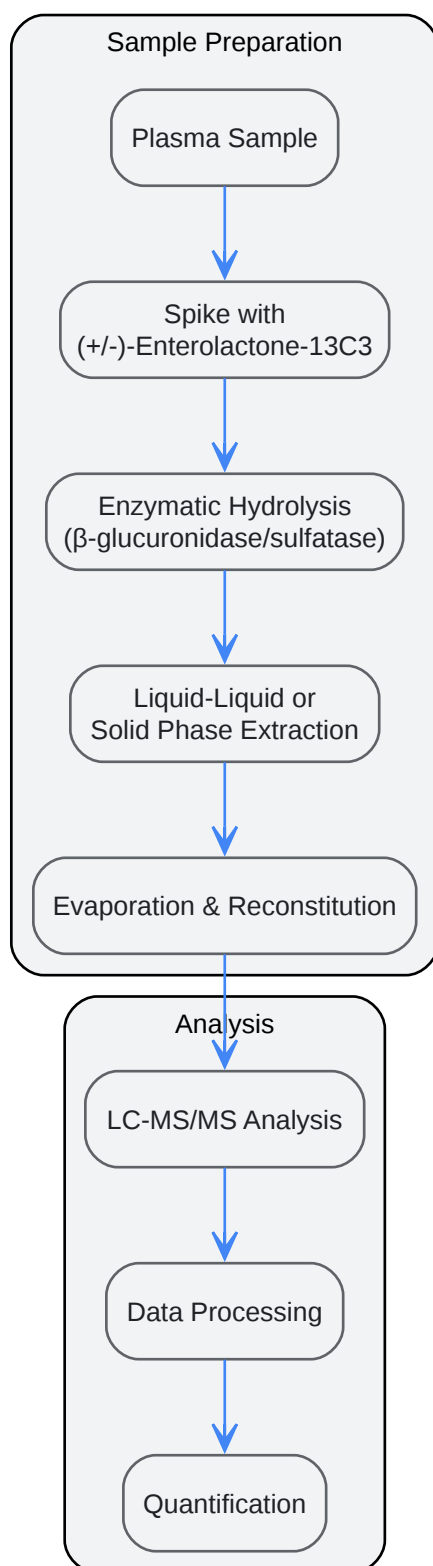 Sample Preparation
Plasma Sample
Spike with
(+/-)-Enterolactone-13C3
Enzymatic Hydrolysis
(β-glucuronidase/sulfatase)
Liquid-Liquid or
Solid Phase Extraction
Evaporation & Reconstitution
Analysis
LC-MS/MS Analysis
Data Processing
Quantification